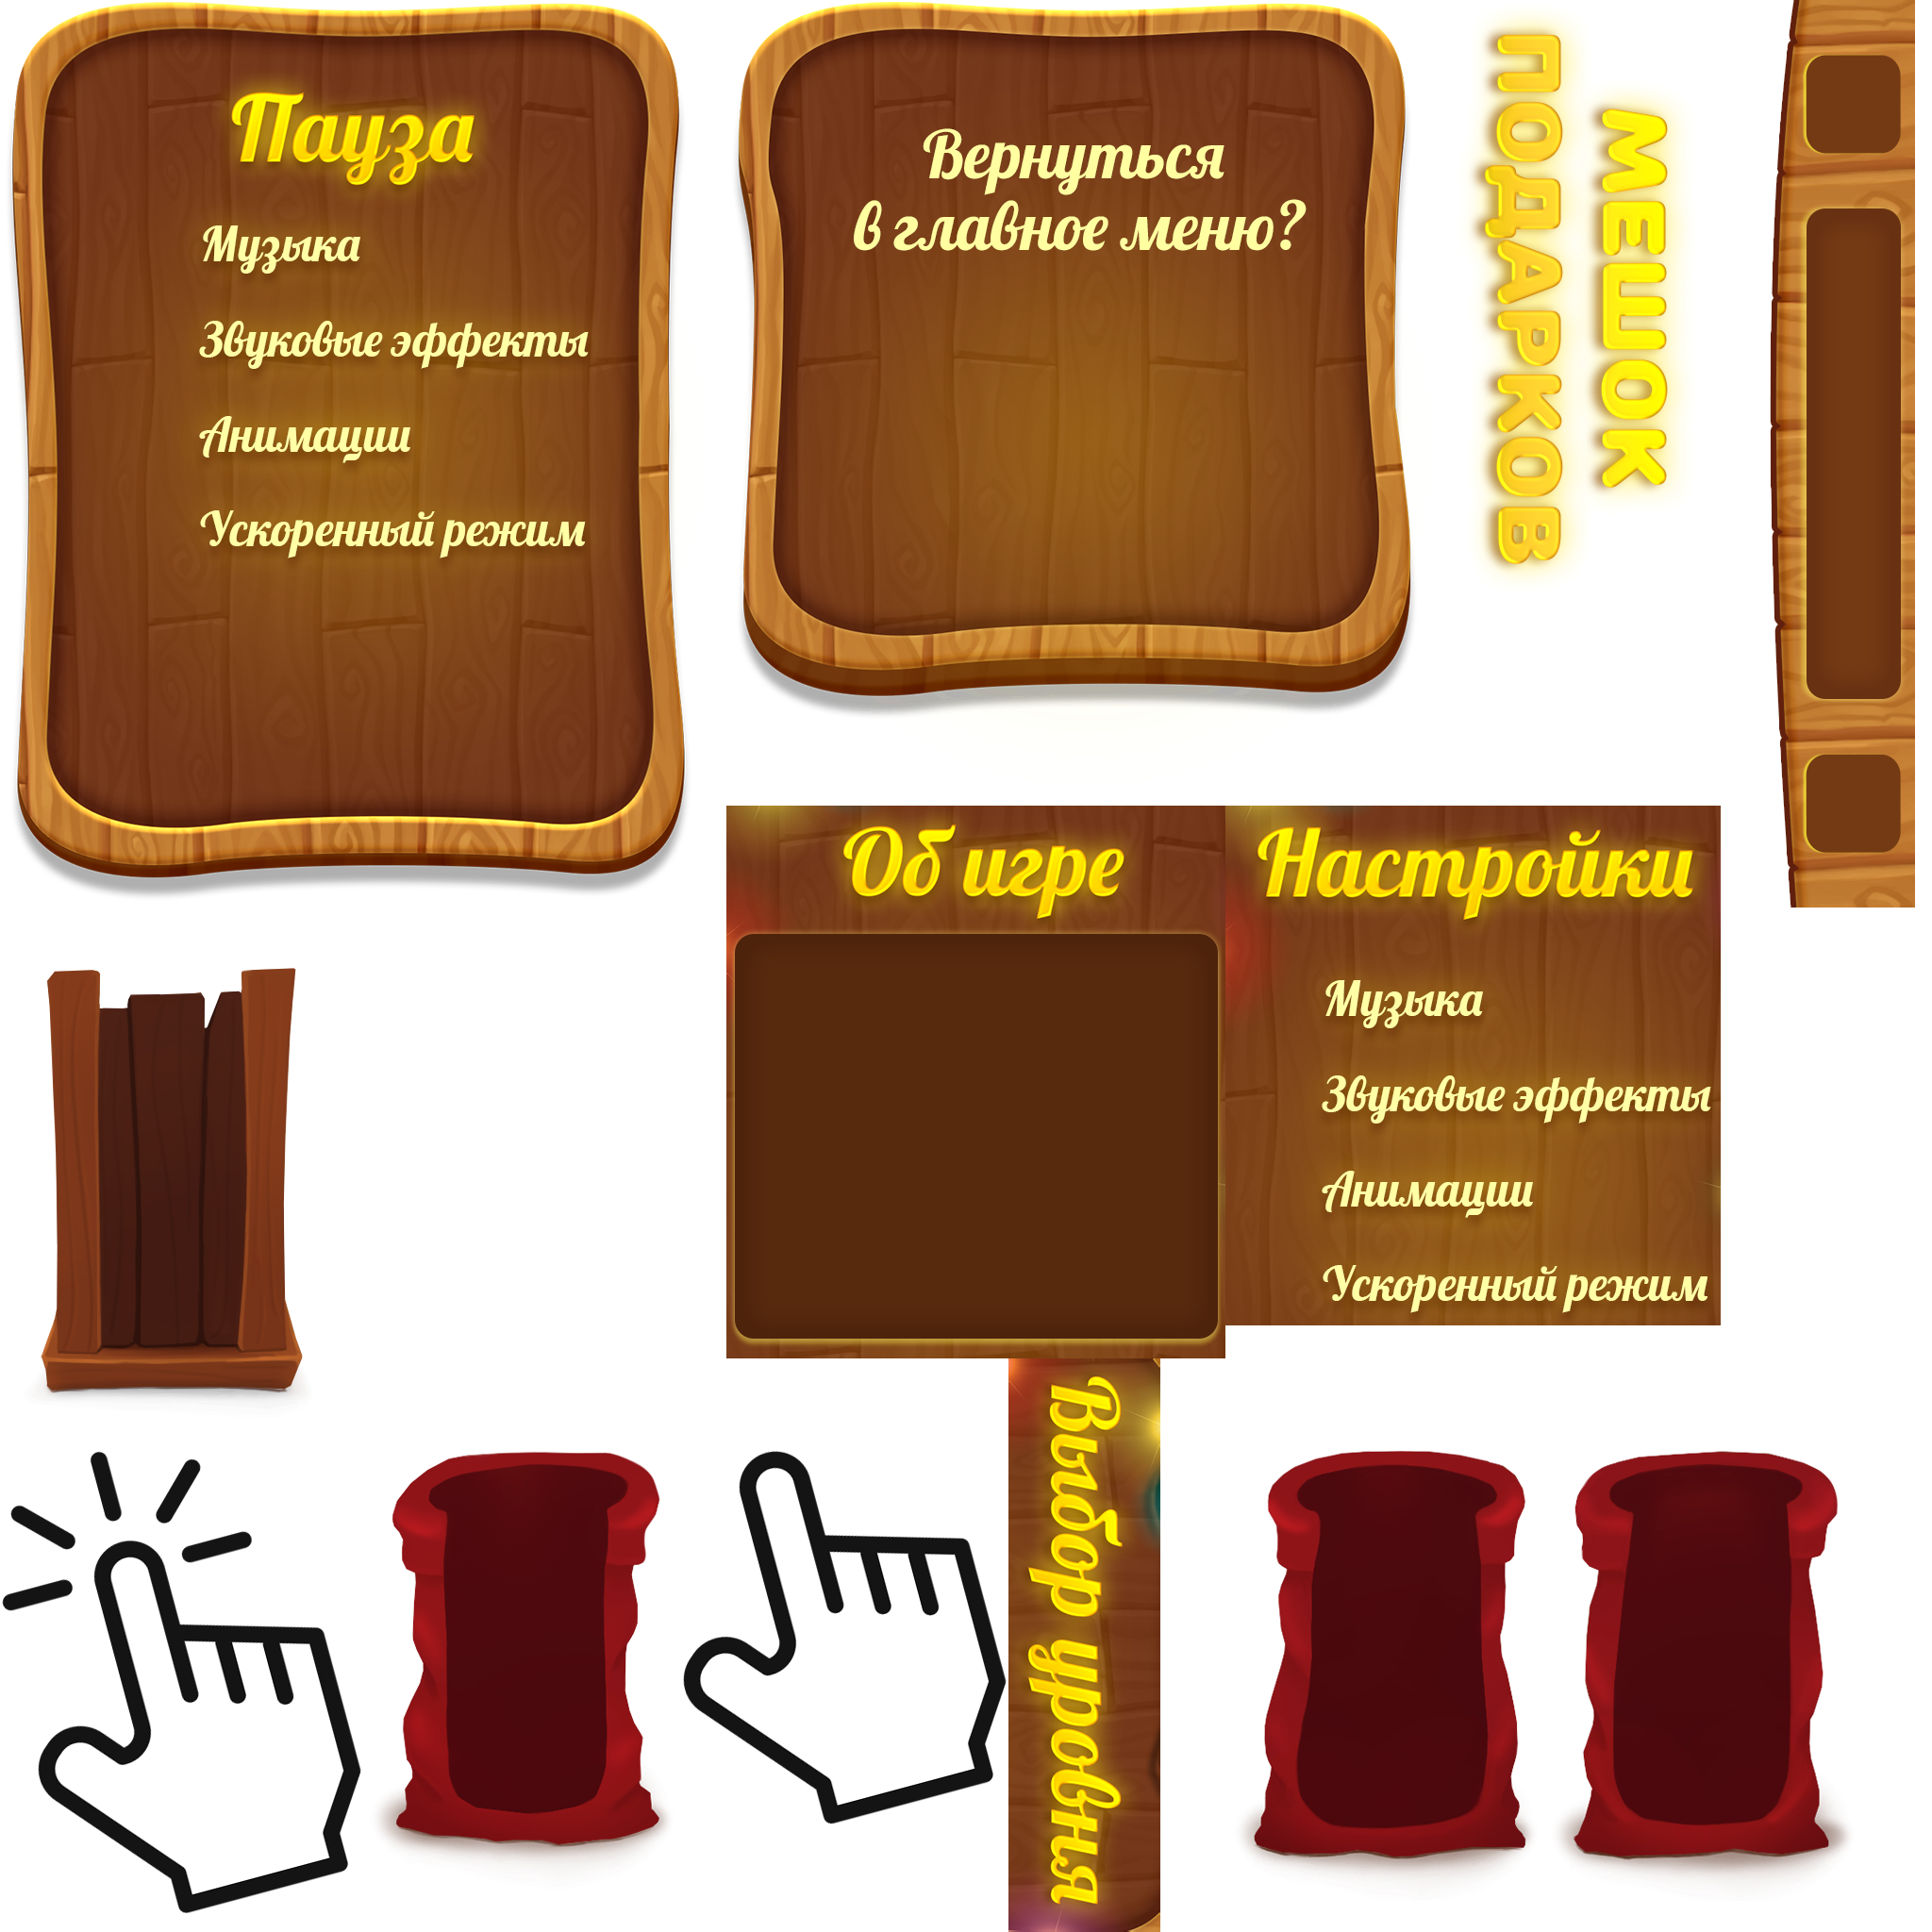 Пауза
Музыка
Звуковые эффекты
Анимации
Ускоренный режим
Вернуться
в главное меню?
МЕШОК
ПОДАРКОВ
Об игре
Настройки
Музыка
Звуковые эффекты
Анимации
Ускоренный режим
Выбор уровня